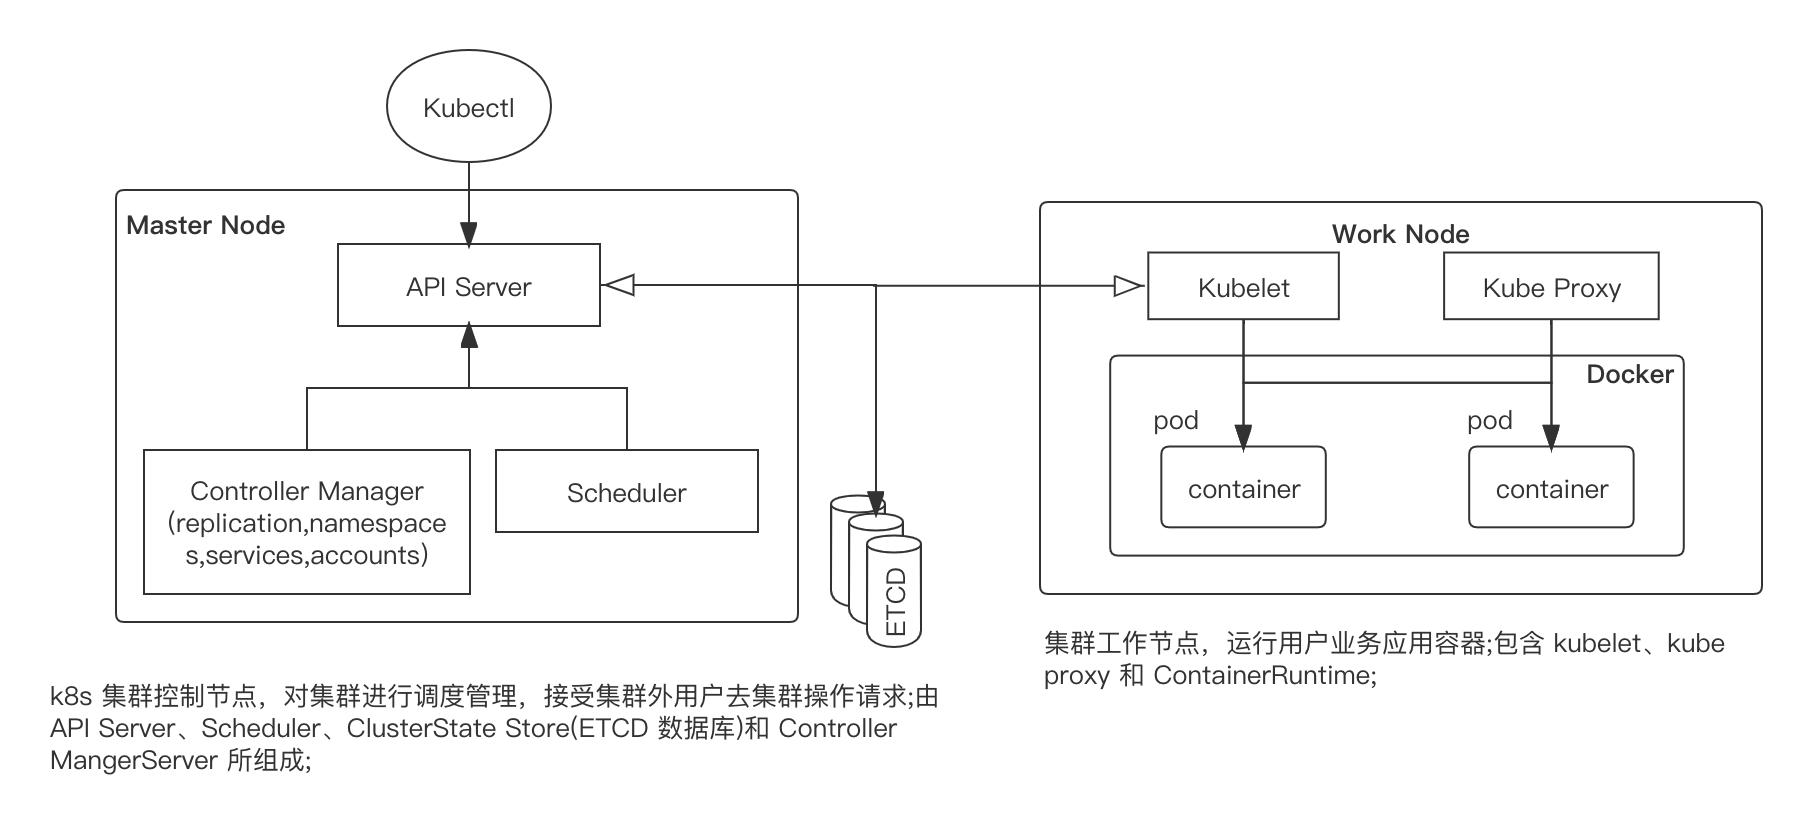 Kubectl
Master Node
API Server
Controller Manager
(replication,namespace
s,services,accounts)
Scheduler
ETCD
k8s 集群控制节点，对集群进行调度管理，接受集群外用户去集群操作请求;由
API Server、Scheduler、ClusterState Store(ETCD 数据库)和 Controller
MangerServer 所组成;
Work Node
Kubelet
Kube Proxy
Docker
pod
pod
container
container
集群工作节点，运行用户业务应用容器;包含 kubelet、kube
proxy 和 ContainerRuntime;